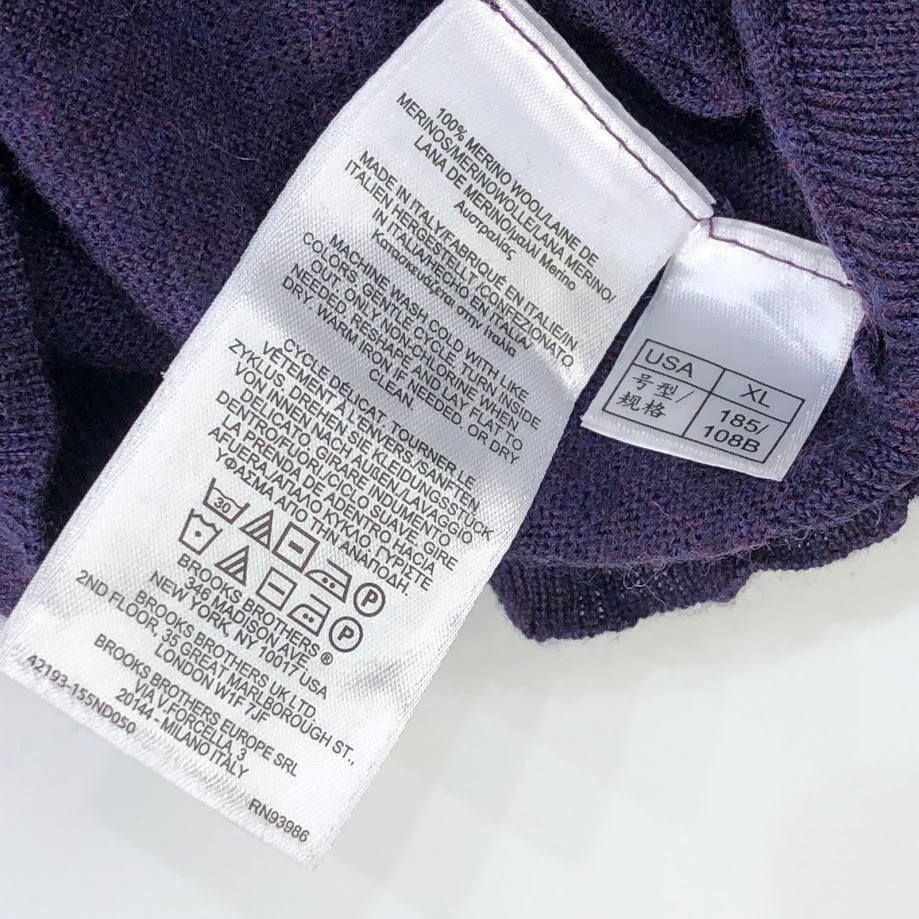 100% MERINO WOOL/LAINE DE
MERINOS/MERINOWOLLE/LANA MERINO/
LANA DE MERINO/μαλλί Merino
Αυστραλίας
MADE IN ITALY/FABRIQUÉ EN ITALIE/IN
ITALIEN HERGESTELLT/CONFEZIONATO
IN ITALIA/HECHO EN ITALIA/
Κατασκευάζεται στην Ιταλία
MACHINE WASH COLD WITH LIKE
COLORS. GENTLE CYCLE. TURN INSIDE
OUT. ONLY NON-CHLORINE WHEN
NEEDED. RESHAPE AND LAY FLAT TO
DRY. WARM IRON IF NEEDED. OR DRY
CLEAN.
CYCLE DÉLICAT. TOURNER LE
VÊTEMENT À L'ENVERS/SANFTEN
ZYKLUS. DREHEN SIE KLEIDUNGSSTÜCK
VON INNEN NACH AUßEN/LAVAGGIO
DELICATO. GIRARE INDUMENTO
DENTRO/FUORI/CICLO SUAVE. GIRE
LA PRENDA DE ADENTRO HACIA
AFUERA/ΑΠΑΛΟ ΚΥΚΛΟ. ΓΥΡΙΣΤΕ
ΥΦΑΣΜΑ ΑΠΟ ΤΗΝ ΑΝΑΠΟΔΗ.
30
P
P
BROOKS BROTHERS ®
346 MADISON AVE.
NEW YORK, NY 10017 USA
BROOKS BROTHERS UK LTD.
2ND FLOOR, 35 GREAT MARLBOROUGH ST.,
LONDON W1F 7JF
BROOKS BROTHERS EUROPE SRL
VIA V FORCELLA, 3
20144 - MILANO ITALY
42193-155ND050
RN93986
USA XL
号型/ 185/
规格 108B